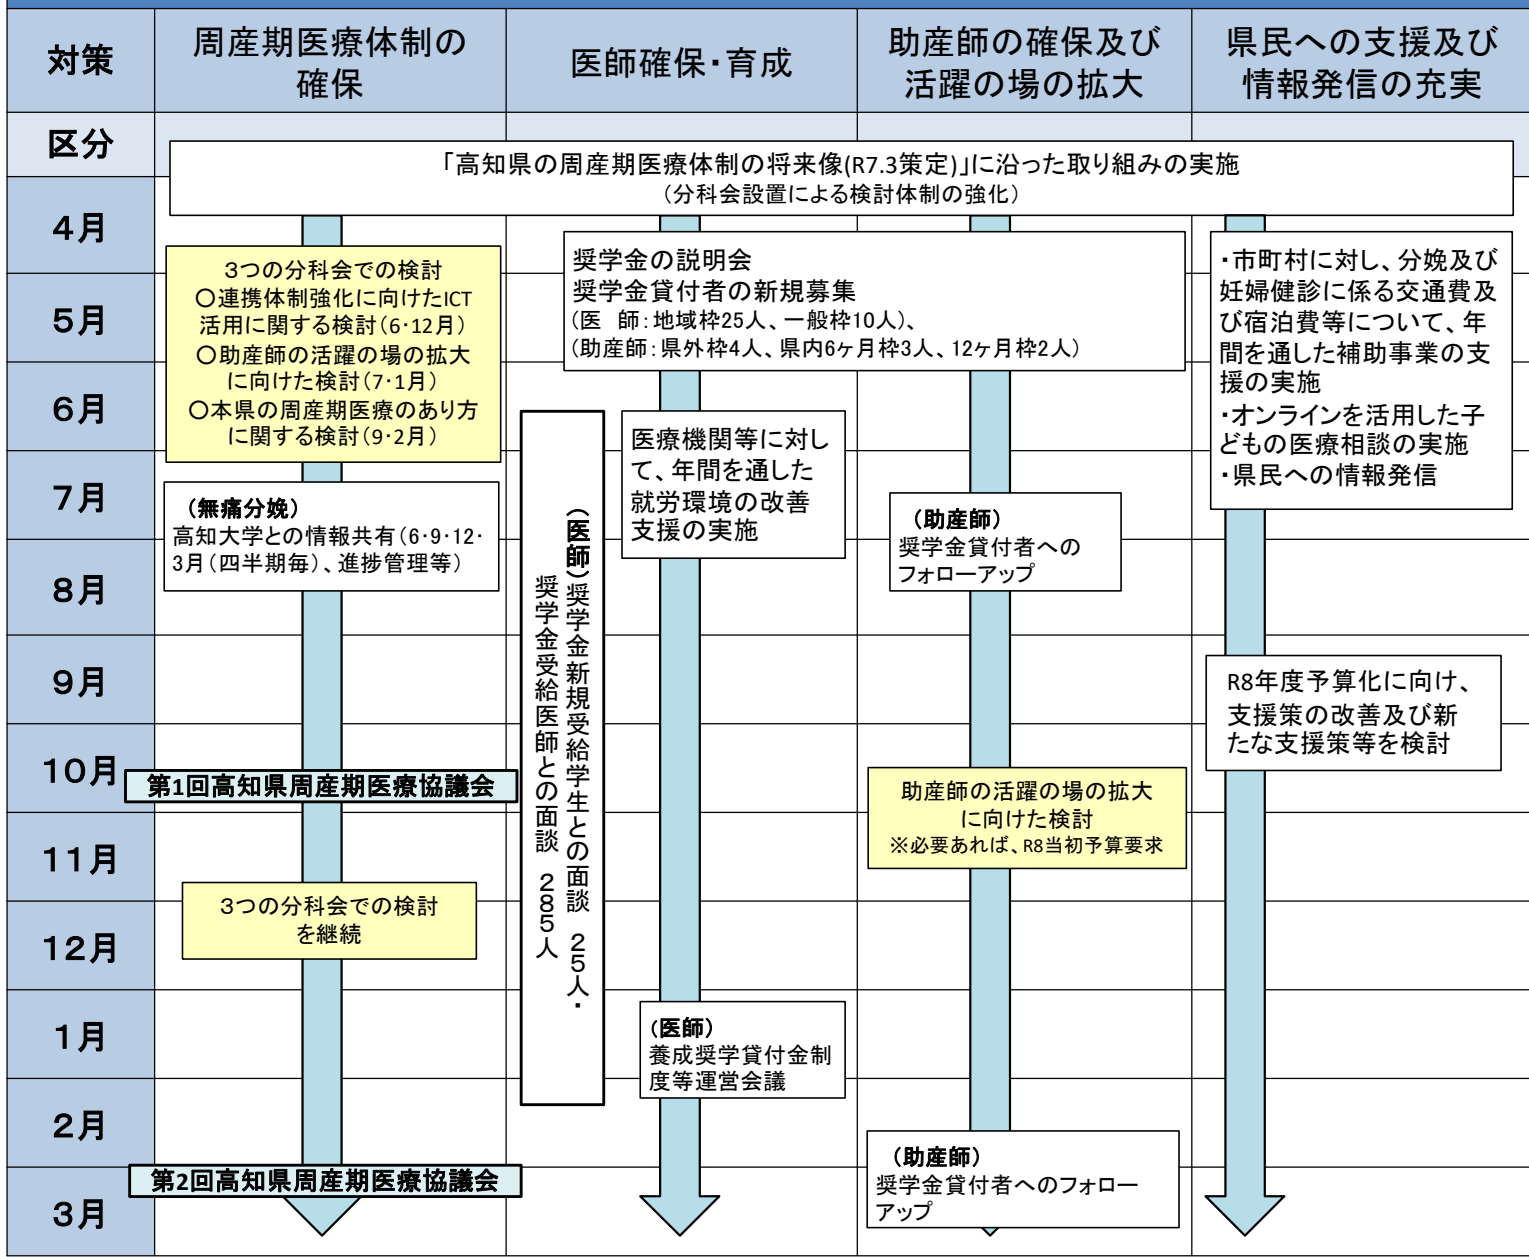 対策
周産期医療体制の
確保
医師確保・育成
助産師の確保及び
活躍の場の拡大
県民への支援及び
情報発信の充実
区分
「高知県の周産期医療体制の将来像(R7.3策定)」に沿った取り組みの実施
（分科会設置による検討体制の強化）
4月
5月
6月
7月
8月
9月
10月
11月
12月
1月
2月
3月
3つの分科会での検討
〇連携体制強化に向けたICT
活用に関する検討（6・12月）
〇助産師の活躍の場の拡大
に向けた検討（7・1月）
〇本県の周産期医療のあり方
に関する検討（9・2月）
（無痛分娩）
高知大学との情報共有（6・9・12・
3月（四半期毎）、進捗管理等）
第1回高知県周産期医療協議会
3つの分科会での検討
を継続
第2回高知県周産期医療協議会
奨学金の説明会
奨学金貸付者の新規募集
（医　師：地域枠25人、一般枠10人）、
（助産師：県外枠4人、県内6ヶ月枠3人、12ヶ月枠2人）
（医師）奨学金新規受給学生との面談　25人・
奨学金受給医師との面談　285人
医療機関等に対し
て、年間を通した
就労環境の改善
支援の実施
（医師）
養成奨学貸付金制
度等運営会議
（助産師）
奨学金貸付者への
フォローアップ
助産師の活躍の場の拡大
に向けた検討
※必要あれば、R8当初予算要求
（助産師）
奨学金貸付者へのフォロー
アップ
・市町村に対し、分娩及び
妊婦健診に係る交通費及
び宿泊費等について、年
間を通した補助事業の支
援の実施
・オンラインを活用した子
どもの医療相談の実施
・県民への情報発信
R8年度予算化に向け、
支援策の改善及び新
たな支援策等を検討